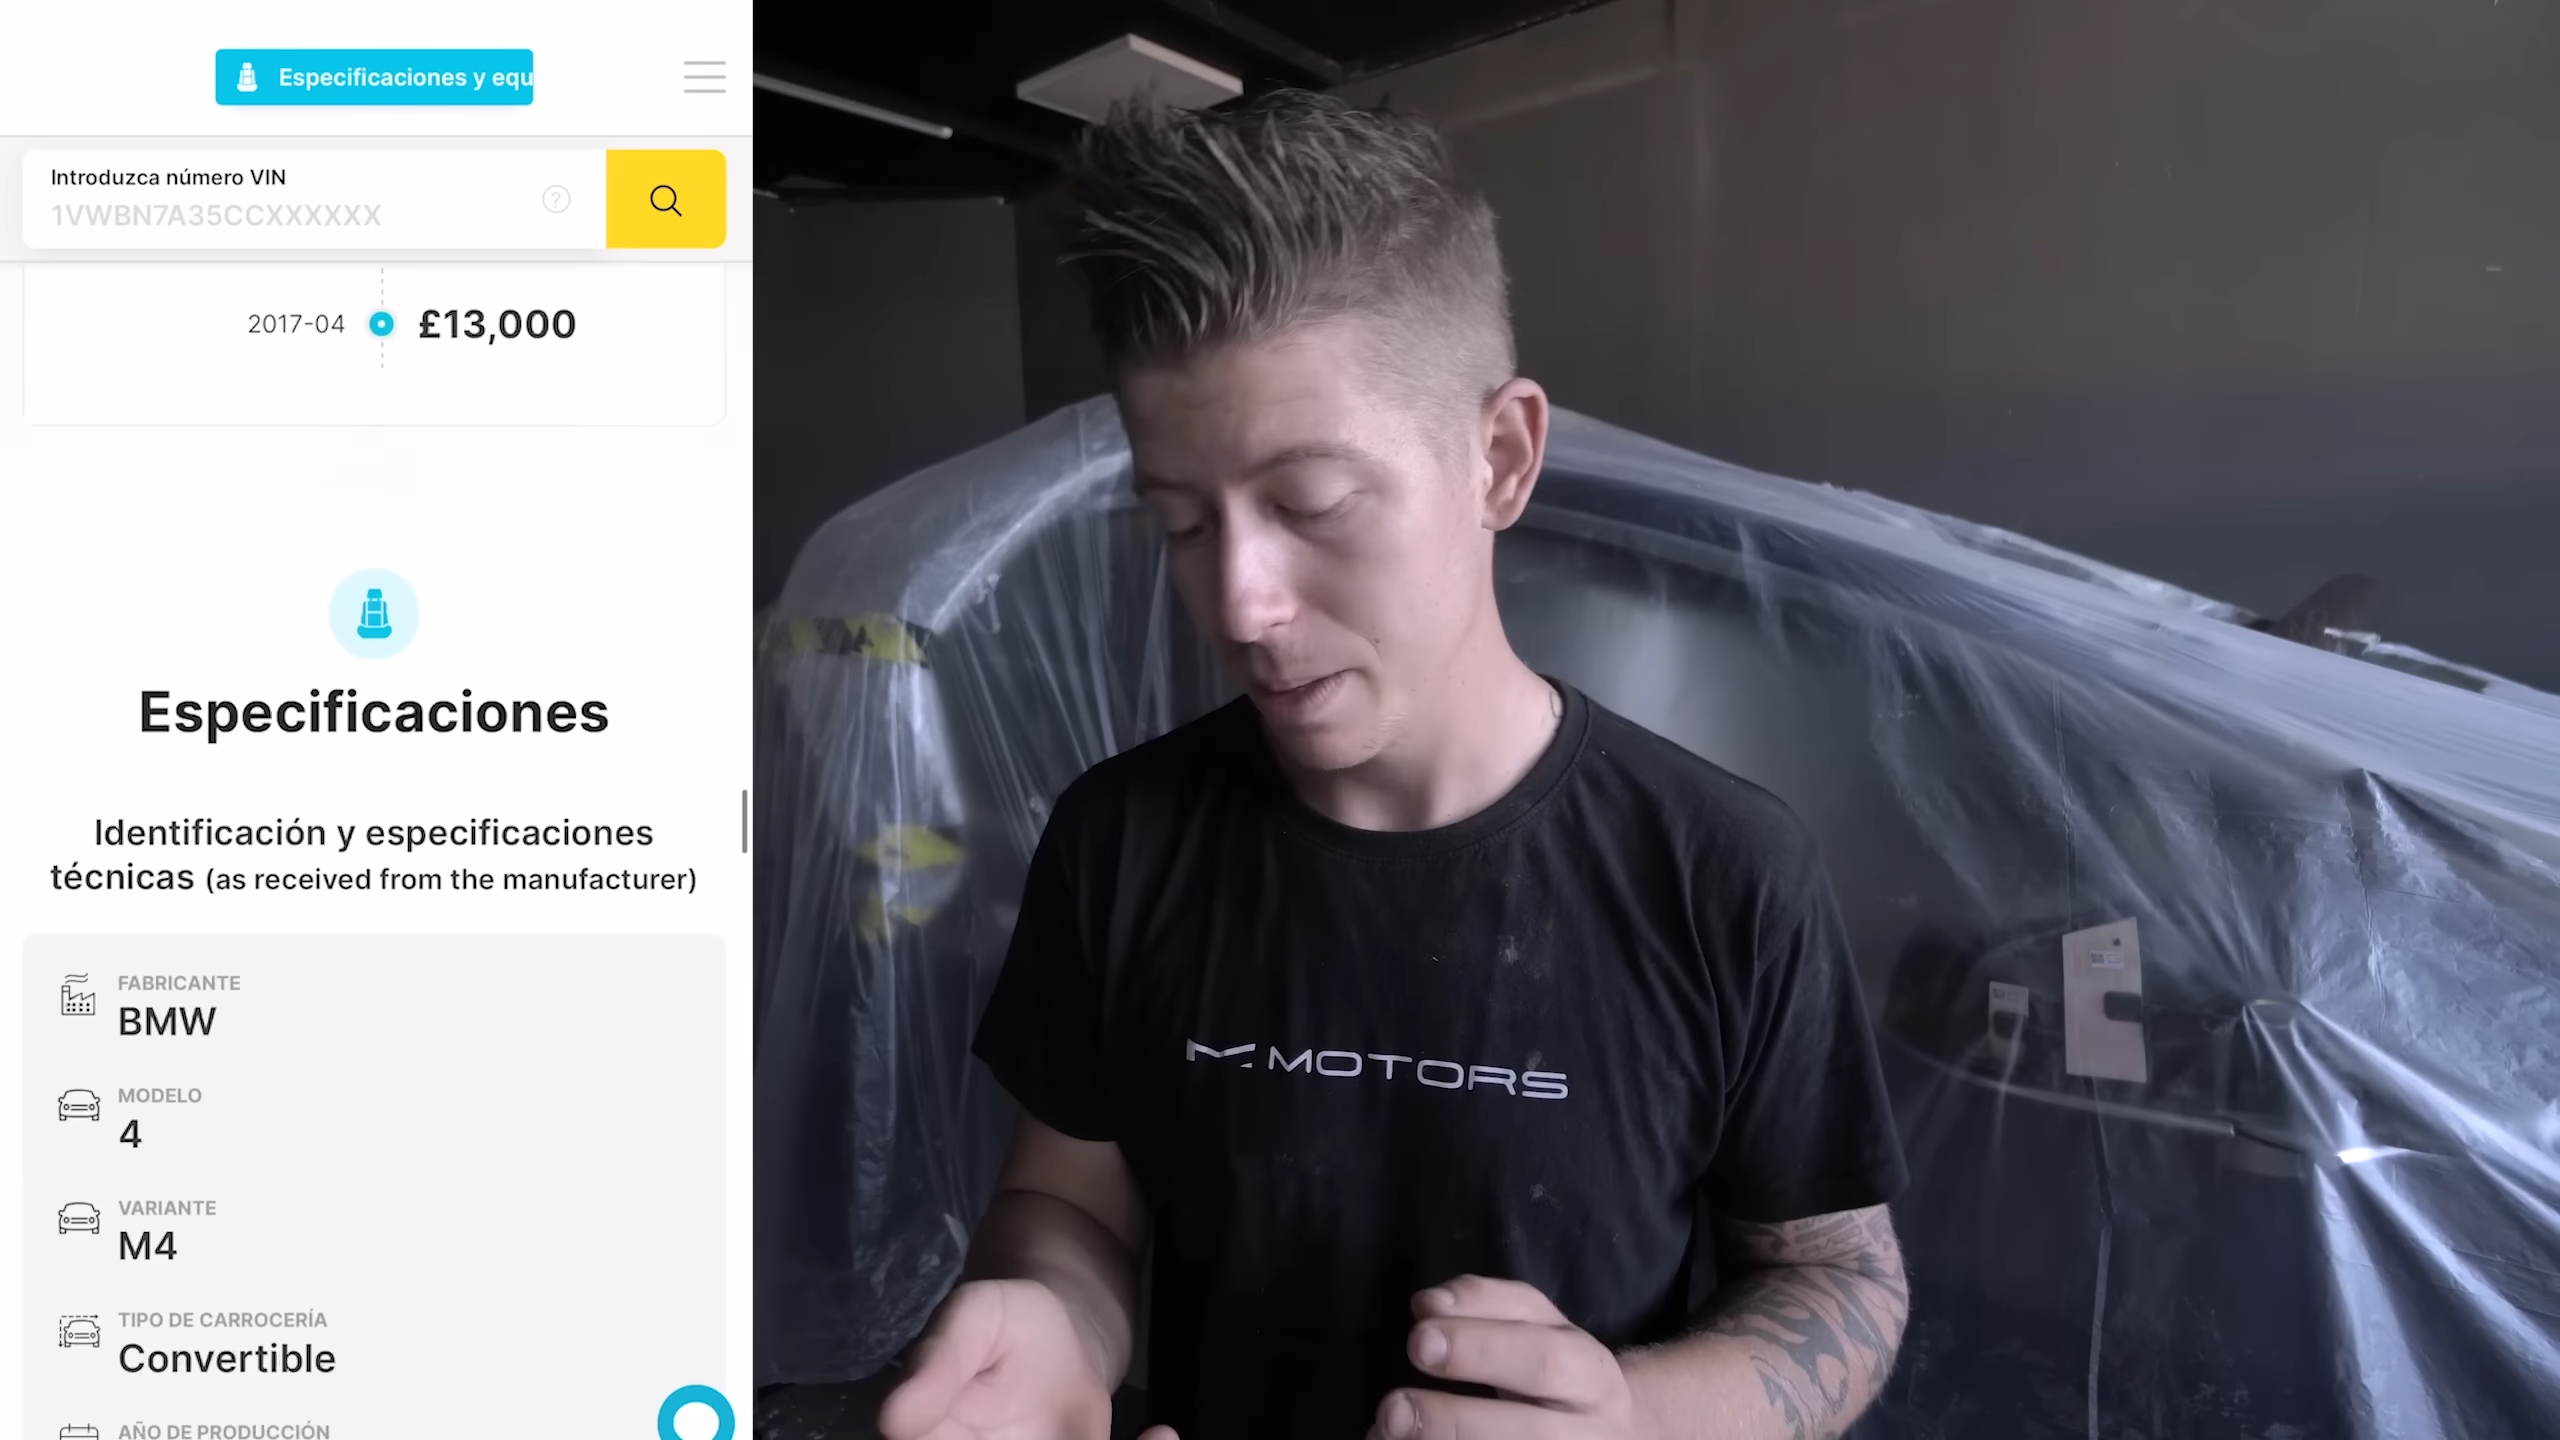 Especificaciones y equ
Introduzca número VIN
1VWBN7A35CCXXXXXX
?
2017-04 £13,000
Especificaciones
Identificación y especificaciones
técnicas (as received from the manufacturer)
FABRICANTE
BMW
MODELO
4
VARIANTE
M4
TIPO DE CARROCERÍA
Convertible
AÑO DE PRODUCCIÓN
MOTORS